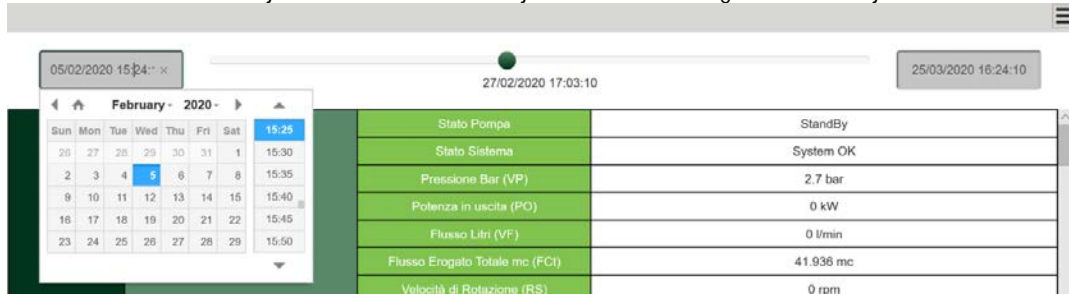 05/02/2020 15:24:
27/02/2020 17:03:10
25/03/2020 16:24:10
February 2020
Sun Mon Tue Wed Thu Fri Sat
26 27 28 29 30 31 1
2 3 4 5 6 7 8
9 10 11 12 13 14 15
16 17 18 19 20 21 22
23 24 25 26 27 28 29
15:25
15:30
15:35
15:40
15:45
15:50
Stato Pompa StandBy
Stato Sistema System OK
Pressione Bar (VP) 2.7 bar
Potenza in uscita (PO) 0 kW
Flusso Litri (VF) 0 l/min
Flusso Erogato Totale mc (FCt) 41.936 mc
Velocità di Rotazione (RS) 0 rpm